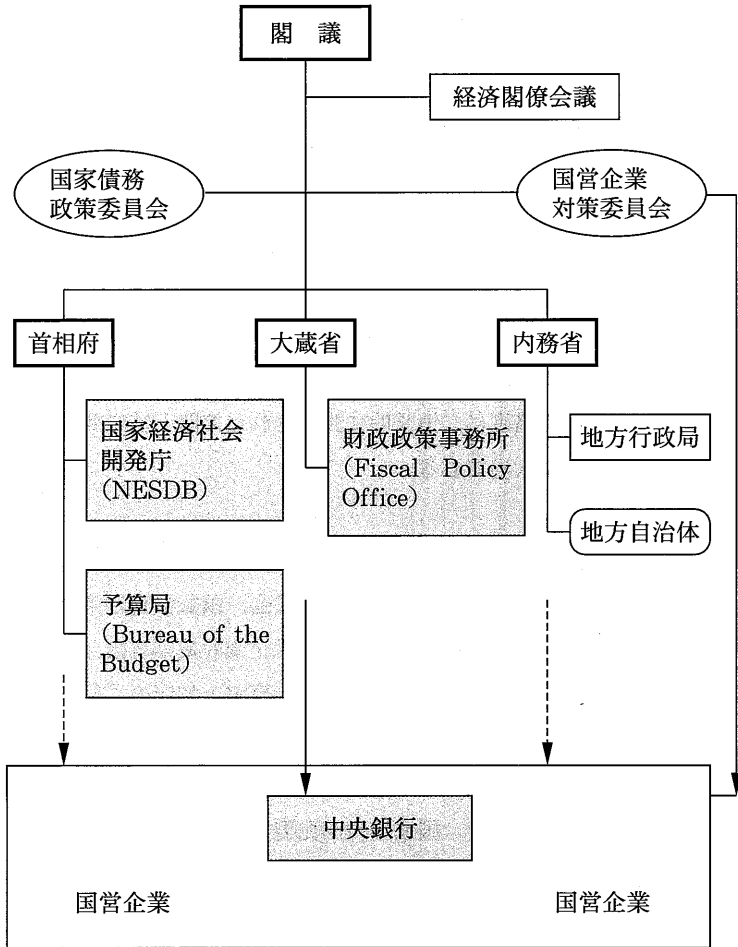 閣 議
経済閣僚会議
国家債務
政策委員会
国営企業
対策委員会
首相府
大蔵省
内務省
国家経済社会
開発庁
(NESDB)
財政政策事務所
(Fiscal Policy
Office)
地方行政局
地方自治体
予算局
(Bureau of the
Budget)
中央銀行
国営企業
国営企業